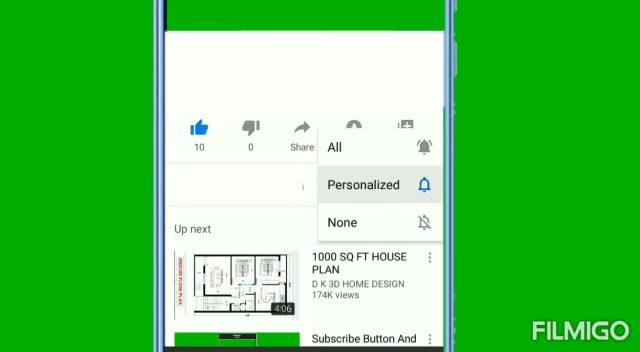 10
0
Share
All
Personalized
None
Up next
1000 SQ FT HOUSE
PLAN
D K 3D HOME DESIGN
174K views
4:06
Subscribe Button And
FILMIGO